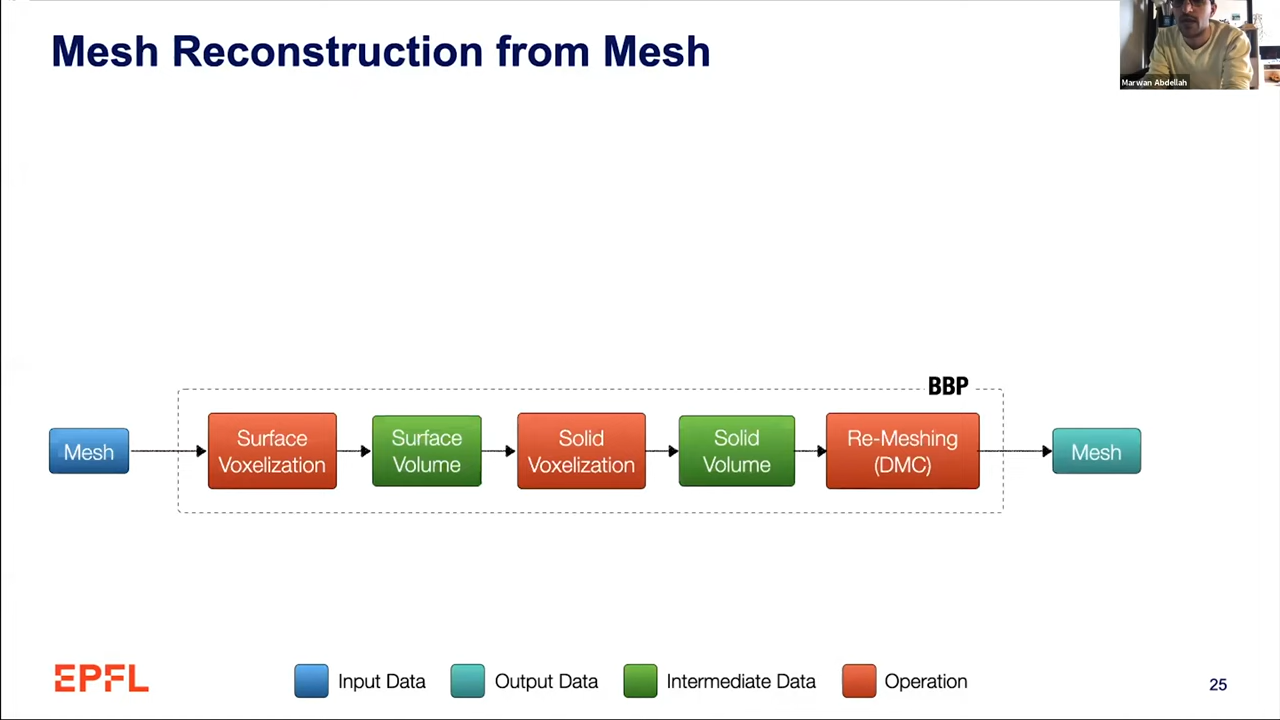 Mesh Reconstruction from Mesh
Marwan Abdellah
BBP
Mesh
Surface
Voxelization
Surface
Volume
Solid
Voxelization
Solid
Volume
Re-Meshing
(DMC)
Mesh
EPFL
Input Data
Output Data
Intermediate Data
Operation
25